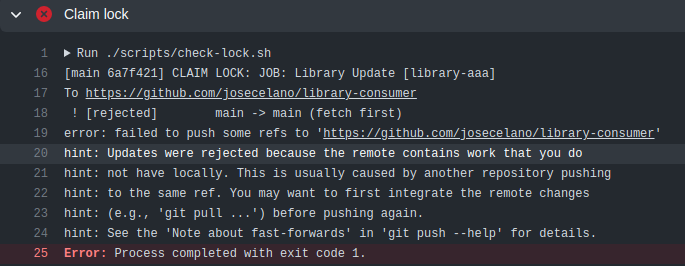 Claim lock
1 Run ./scripts/check-lock.sh
16 [main 6a7f421] CLAIM LOCK: JOB: Library Update [library-aaa]
17 To https://github.com/josecelano/library-consumer
18 ! [rejected] main -> main (fetch first)
19 error: failed to push some refs to 'https://github.com/josecelano/library-consumer'
20 hint: Updates were rejected because the remote contains work that you do
21 hint: not have locally. This is usually caused by another repository pushing
22 hint: to the same ref. You may want to first integrate the remote changes
23 hint: (e.g., 'git pull ...') before pushing again.
24 hint: See the 'Note about fast-forwards' in 'git push --help' for details.
25 Error: Process completed with exit code 1.